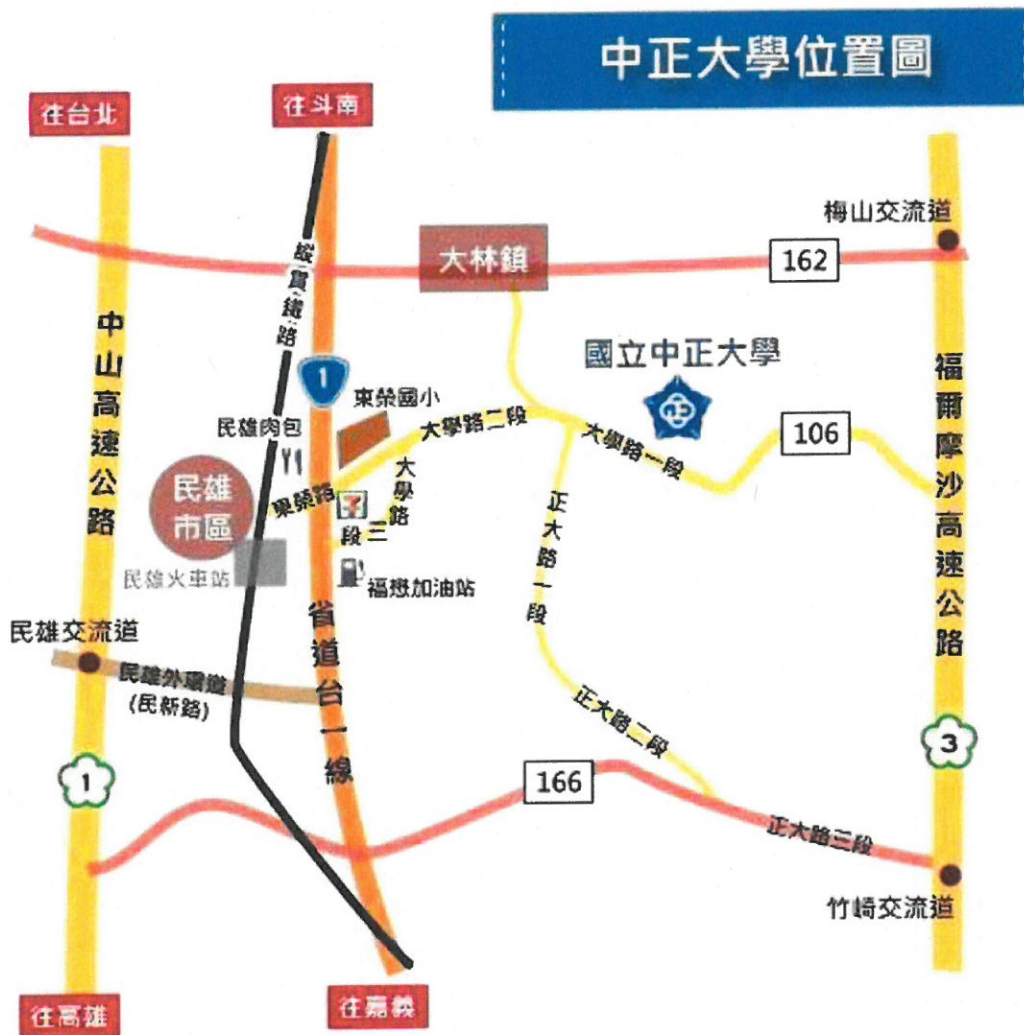 中正大學位置圖
往台北
往斗南
梅山交流道
縱貫鐵路
大林鎮
162
中山高速公路
1
國立中正大學
福爾摩沙高速公路
東榮國小
民雄肉包
大學路二段
大學路一段
106
民雄
市區
東榮路
7
大學路
三段
正大路一段
民雄火車站
福懋加油站
省道台一線
民雄交流道
民雄外環道
(民新路)
正大路二段
3
1
166
正大路三段
竹崎交流道
往高雄
往嘉義